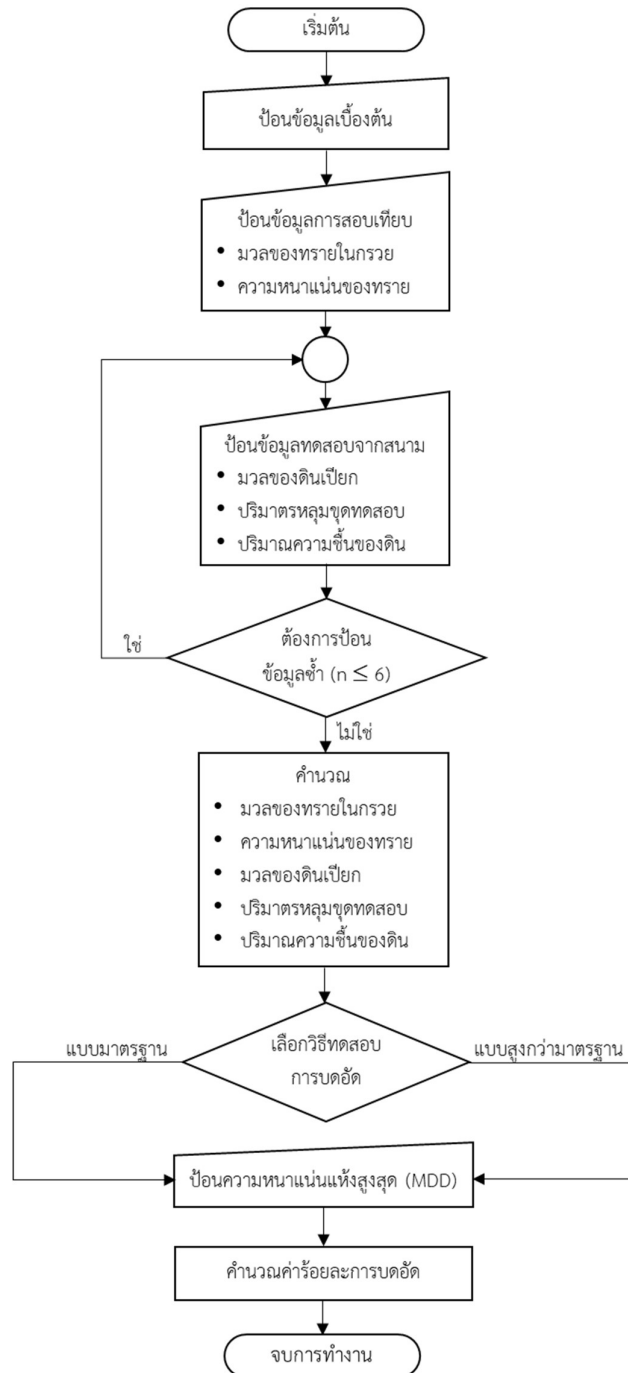 เริ่มต้น
ป้อนข้อมูลเบื้องต้น
ป้อนข้อมูลการสอบเทียบ
• มวลของทรายในกรวย
• ความหนาแน่นของทราย
ป้อนข้อมูลทดสอบจากสนาม
• มวลของดินเปียก
• ปริมาตรหลุมขุดทดสอบ
• ปริมาณความชื้นของดิน
ใช่
ต้องการป้อน
ข้อมูลซ้ำ (n ≤ 6)
ไม่ใช่
คำนวณ
• มวลของทรายในกรวย
• ความหนาแน่นของทราย
• มวลของดินเปียก
• ปริมาตรหลุมขุดทดสอบ
• ปริมาณความชื้นของดิน
แบบมาตรฐาน
เลือกวิธีทดสอบ
การบดอัด
แบบสูงกว่ามาตรฐาน
ป้อนความหนาแน่นแห้งสูงสุด (MDD)
คำนวณค่าร้อยละการบดอัด
จบการทำงาน